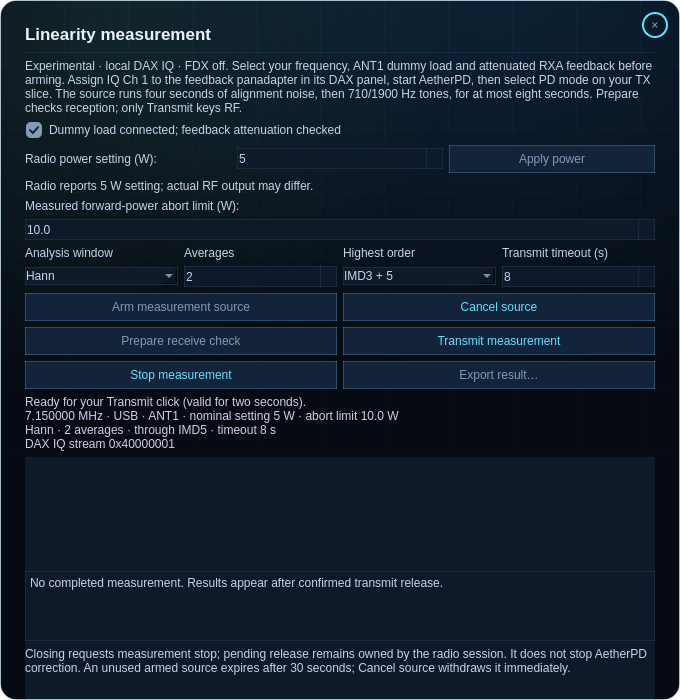 Linearity measurement
×
Experimental · local DAX IQ · FDX off. Select your frequency, ANT1 dummy load and attenuated RXA feedback before
arming. Assign IQ Ch 1 to the feedback panadapter in its DAX panel, start AetherPD, then select PD mode on your TX
slice. The source runs four seconds of alignment noise, then 710/1900 Hz tones, for at most eight seconds. Prepare
checks reception; only Transmit keys RF.
Dummy load connected; feedback attenuation checked
Radio power setting (W): 5 Apply power
Radio reports 5 W setting; actual RF output may differ.
Measured forward-power abort limit (W):
10.0
Analysis window Averages Highest order Transmit timeout (s)
Hann 2 IMD3 + 5 8
Arm measurement source Cancel source
Prepare receive check Transmit measurement
Stop measurement Export result…
Ready for your Transmit click (valid for two seconds).
7.150000 MHz · USB · ANT1 · nominal setting 5 W · abort limit 10.0 W
Hann · 2 averages · through IMD5 · timeout 8 s
DAX IQ stream 0x40000001
No completed measurement. Results appear after confirmed transmit release.
Closing requests measurement stop; pending release remains owned by the radio session. It does not stop AetherPD
correction. An unused armed source expires after 30 seconds; Cancel source withdraws it immediately.